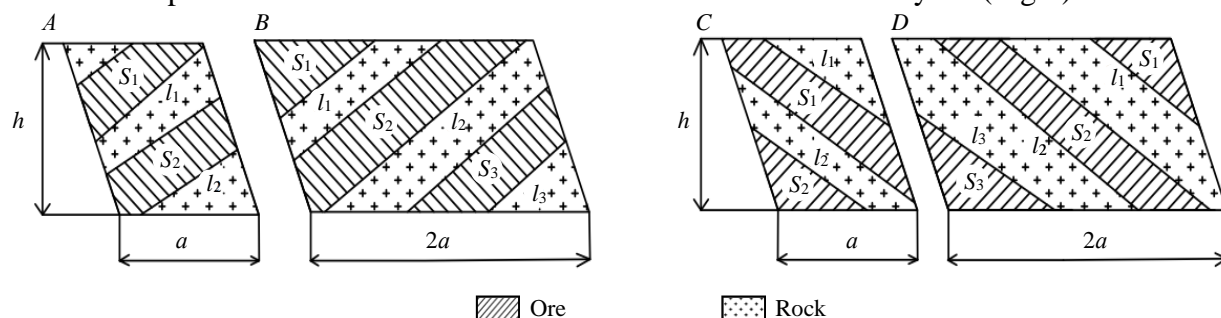 A B C D
S1 l1 S1
l1 S1
h l1 S2 l2 h S1 l3 S2
S2 S3 l2 l2
l2 l3 S2 S3
a 2a a 2a
Ore Rock